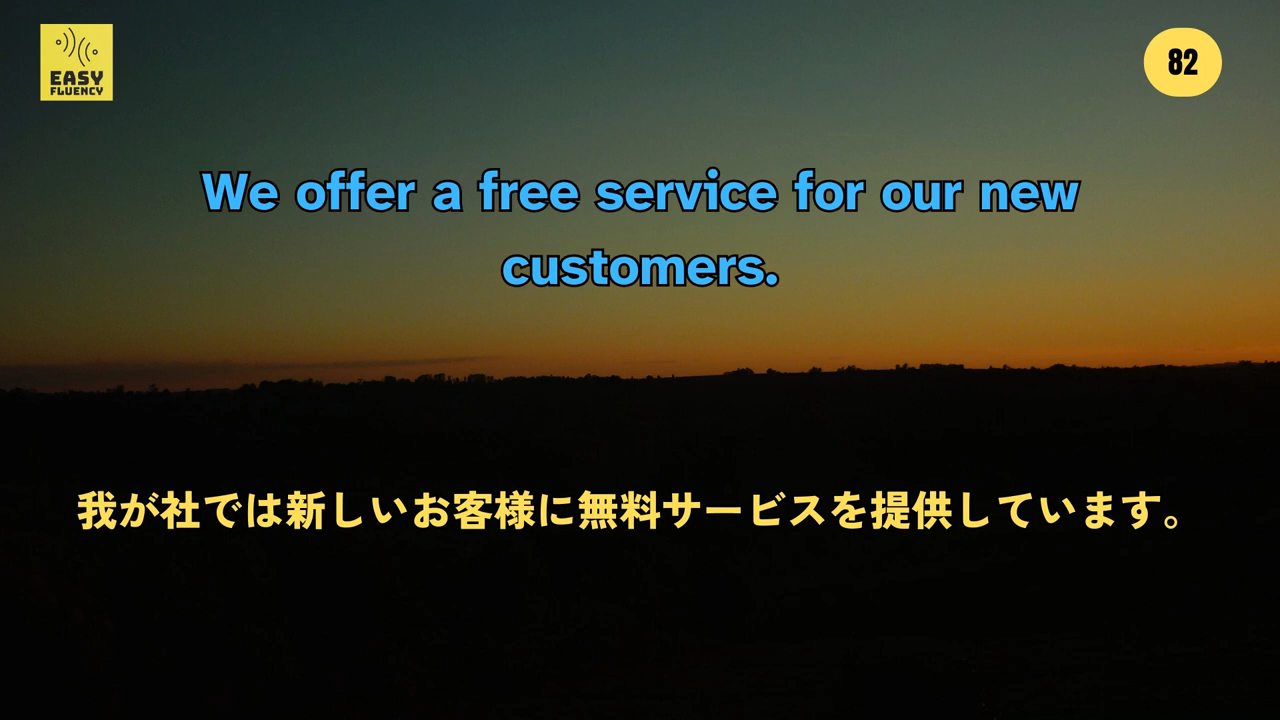 EASY
FLUENCY
82
We offer a free service for our new
customers.
我が社では新しいお客様に無料サービスを提供しています。